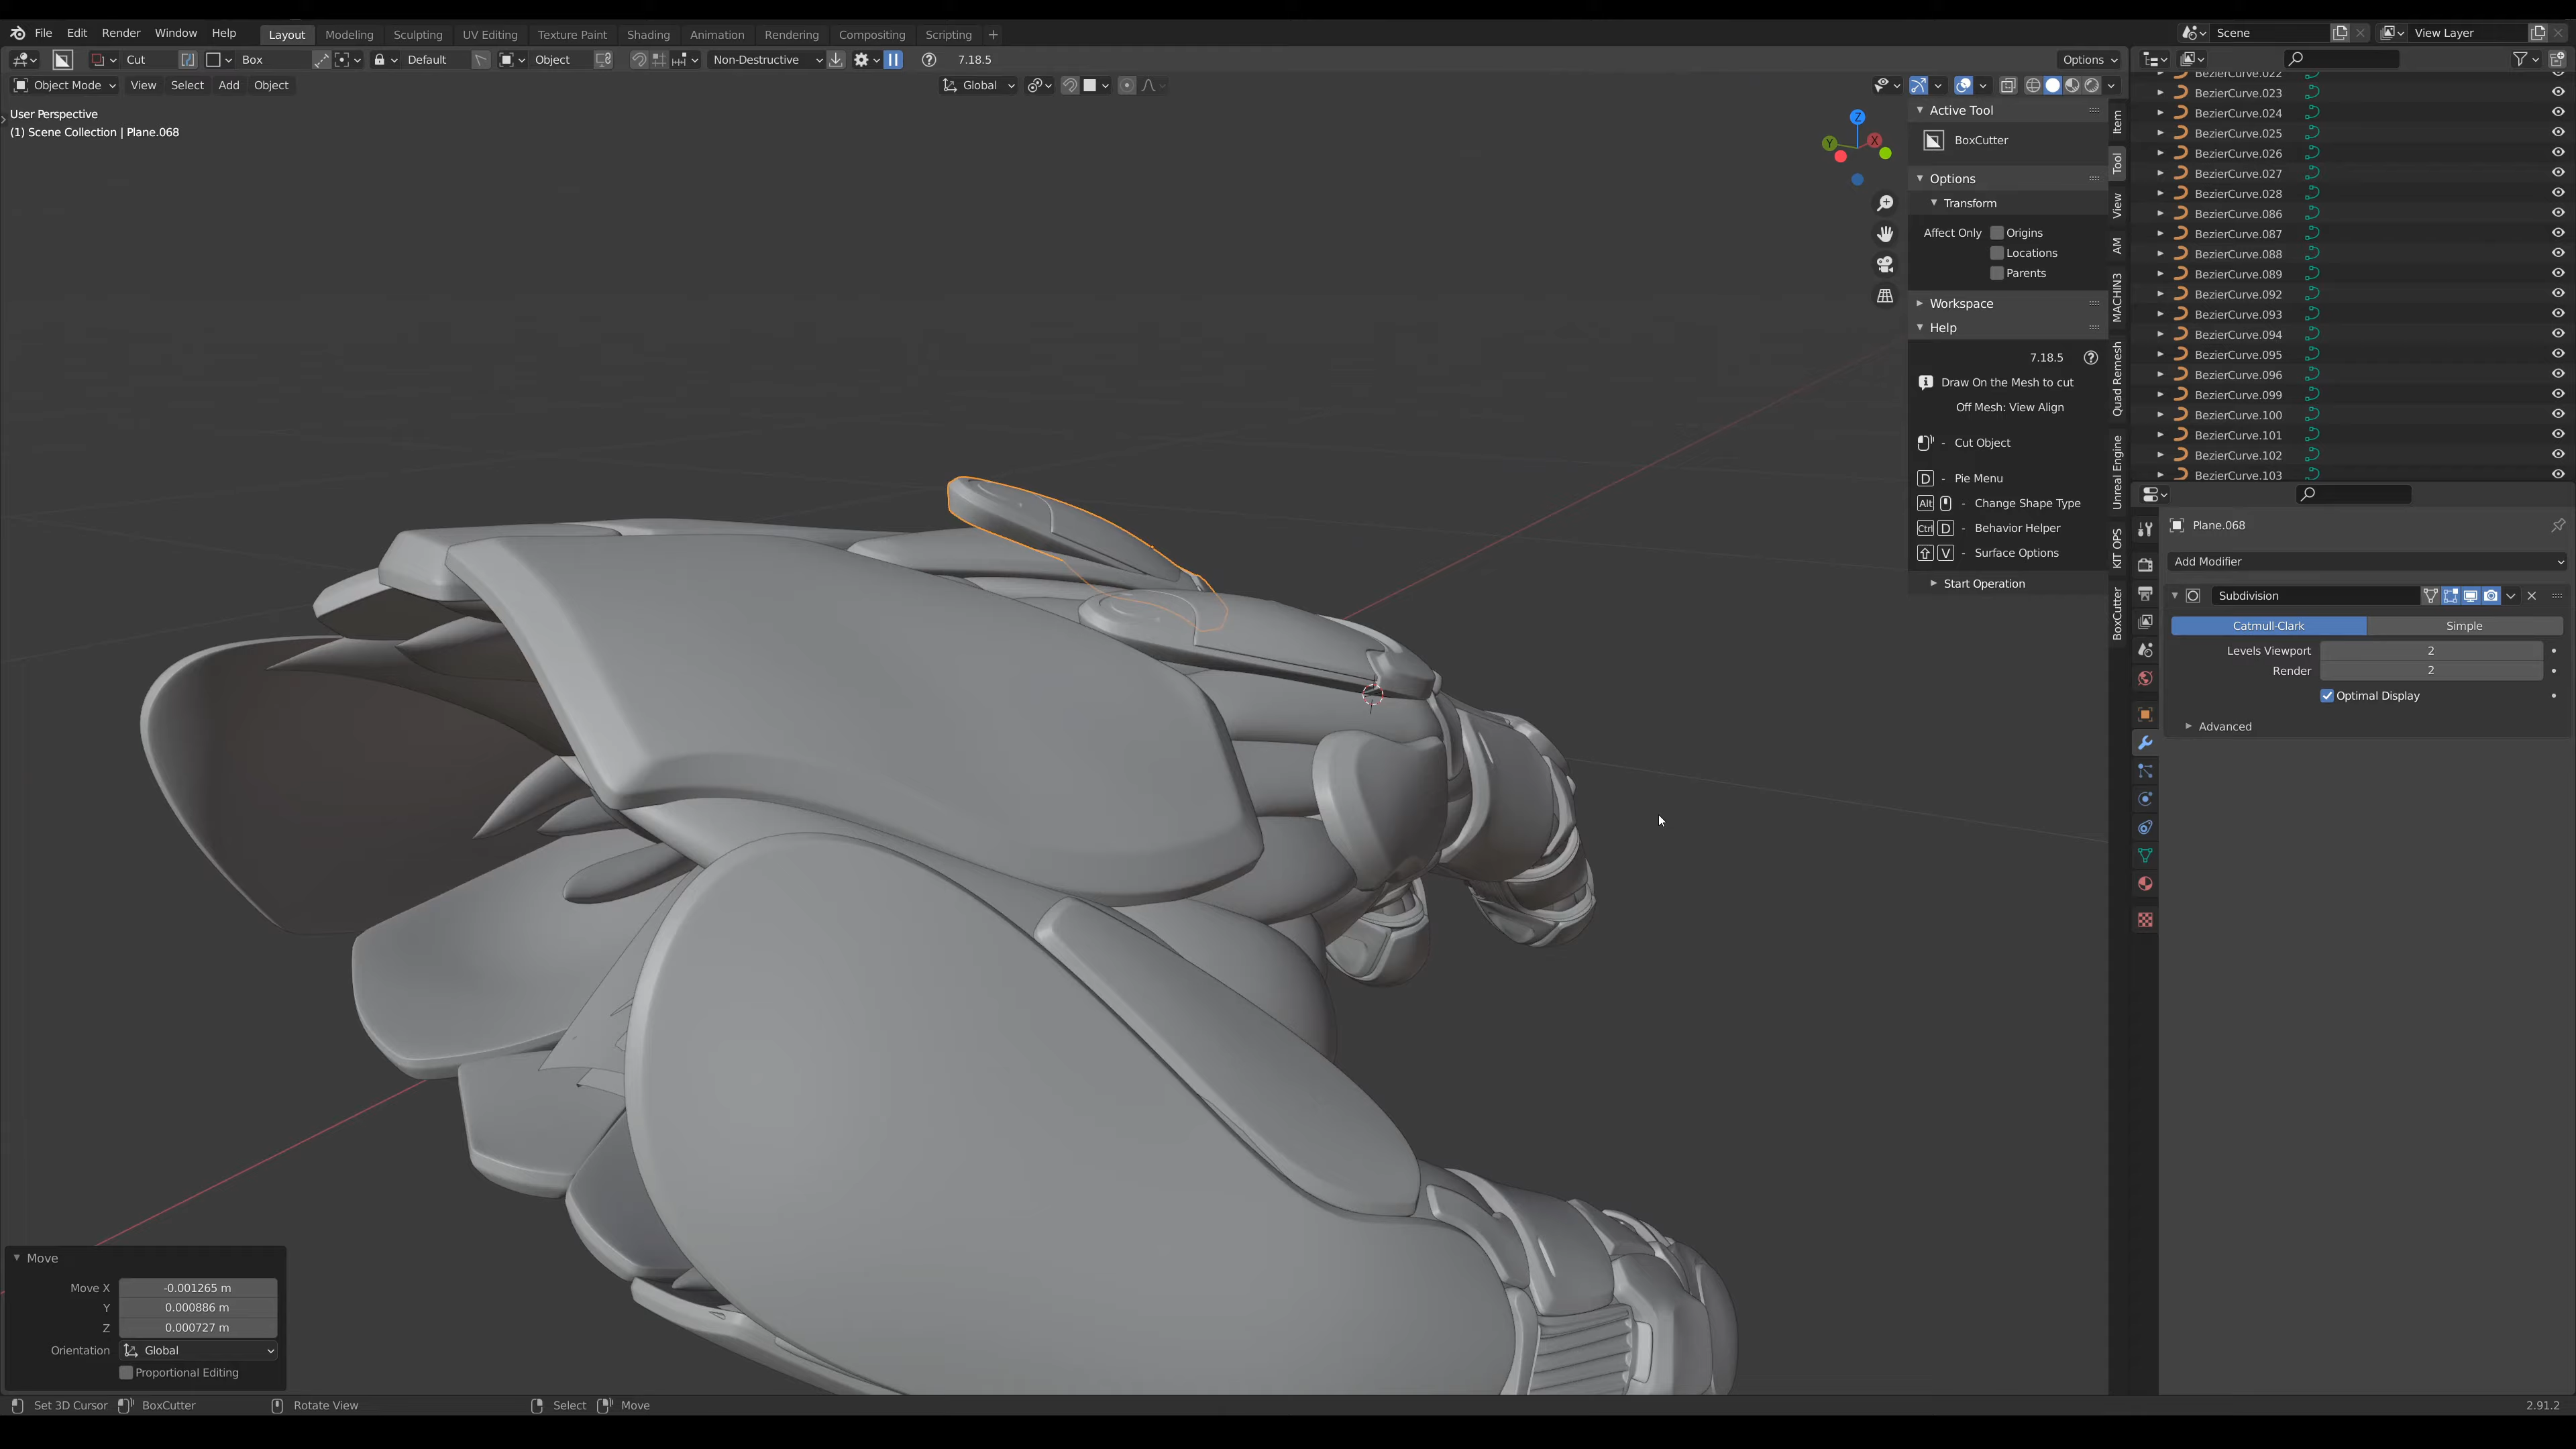 File Edit Render Window Help Layout Modeling Sculpting UV Editing Texture Paint Shading Animation Rendering Compositing Scripting + Scene View Layer
Cut Box Default Object Non-Destructive 7.18.5 Options
Object Mode View Select Add Object Global
User Perspective
(1) Scene Collection | Plane.068
Z
Y
X
Active Tool
BoxCutter
Options
Transform
Affect Only Origins
Locations
Parents
Workspace
Help
7.18.5
Draw On the Mesh to cut
Off Mesh: View Align
- Cut Object
D - Pie Menu
Alt - Change Shape Type
Ctrl D - Behavior Helper
V - Surface Options
Start Operation
Item
Tool
View
AM
MACHIN3
Quad Remesh
Unreal Engine
KIT OPS
BoxCutter
BezierCurve.022
BezierCurve.023
BezierCurve.024
BezierCurve.025
BezierCurve.026
BezierCurve.027
BezierCurve.028
BezierCurve.086
BezierCurve.087
BezierCurve.088
BezierCurve.089
BezierCurve.092
BezierCurve.093
BezierCurve.094
BezierCurve.095
BezierCurve.096
BezierCurve.099
BezierCurve.100
BezierCurve.101
BezierCurve.102
BezierCurve.103
Plane.068
Add Modifier
Subdivision
Catmull-Clark Simple
Levels Viewport 2
Render 2
Optimal Display
Advanced
Move
Move X -0.001265 m
Y 0.000886 m
Z 0.000727 m
Orientation Global
Proportional Editing
Set 3D Cursor BoxCutter Rotate View Select Move 2.91.2